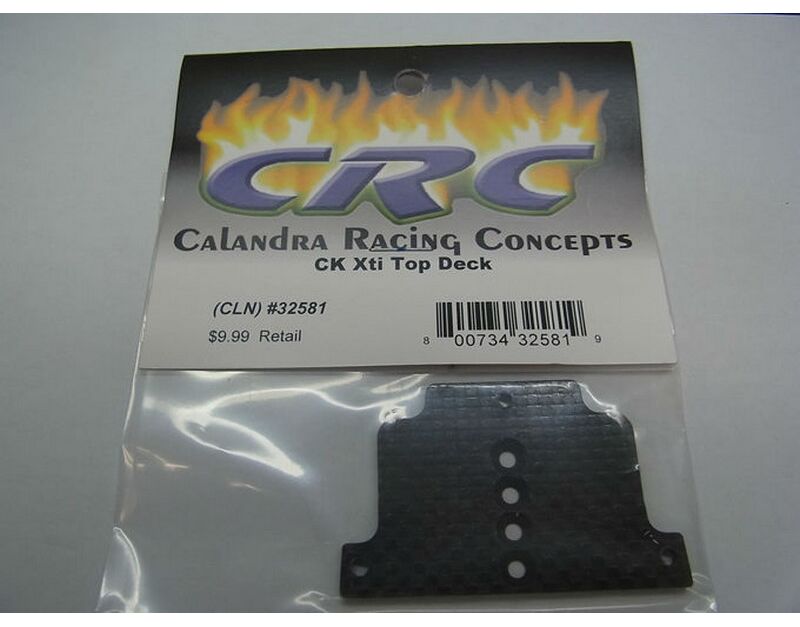 CRC
Calandra Racing Concepts
CK Xti Top Deck
(CLN) #32581
$9.99 Retail
8 00734 32581 9